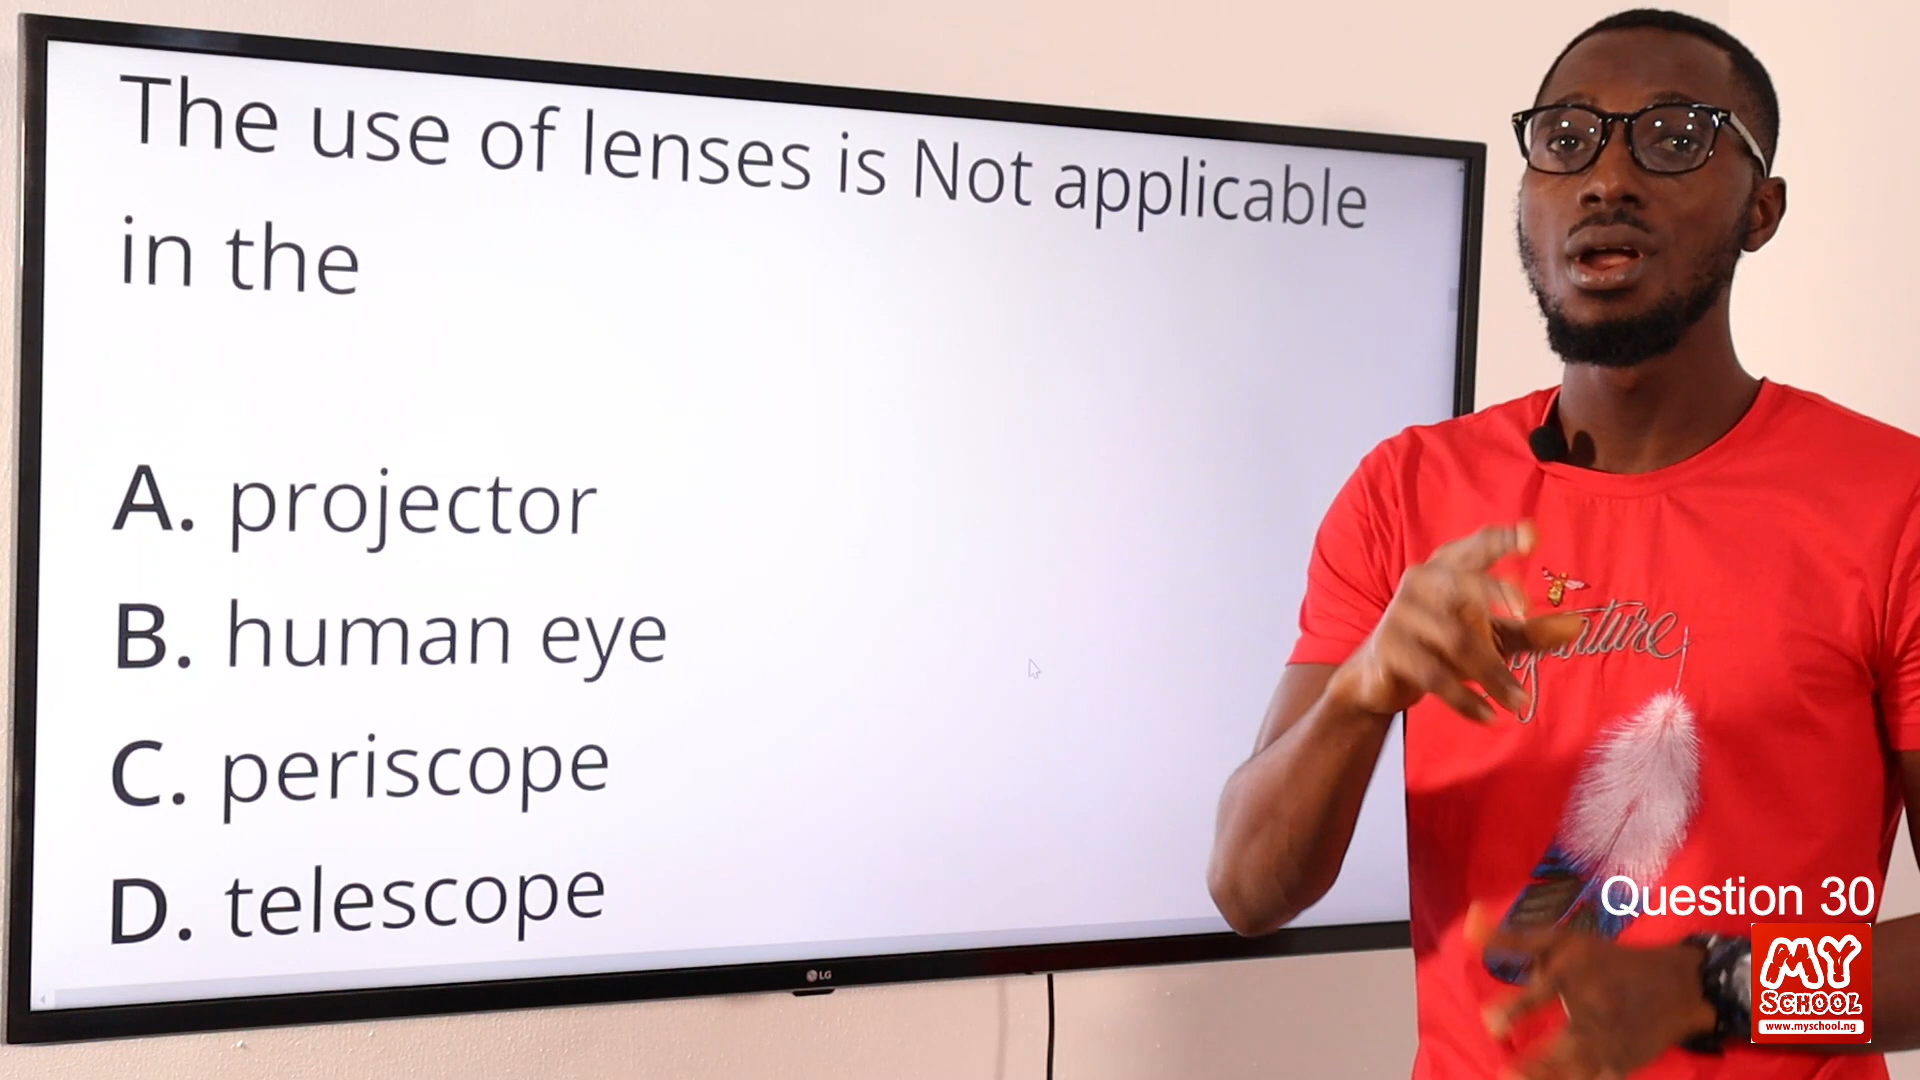 The use of lenses is Not applicable
in the
A. projector
B. human eye
C. periscope
D. telescope
LG
Question 30
MY
SCHOOL
www.myschool.ng